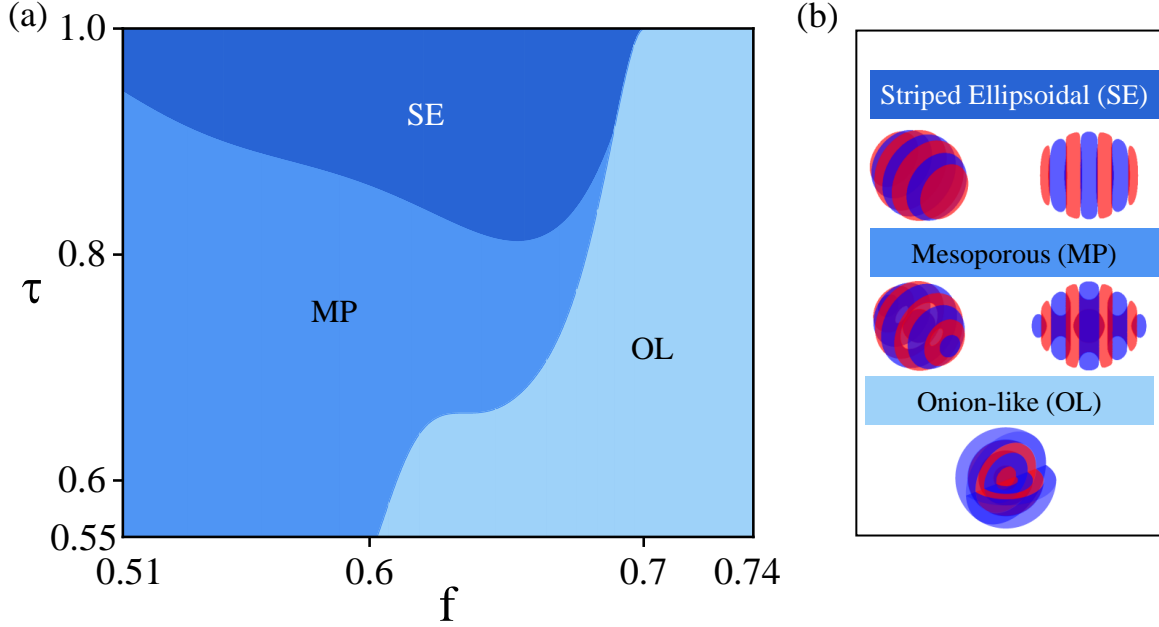 (a)
1.0
0.8
0.6
0.55
τ
SE
MP
OL
0.51
0.6
0.7
0.74
f
(b)
Striped Ellipsoidal (SE)
Mesoporous (MP)
Onion-like (OL)